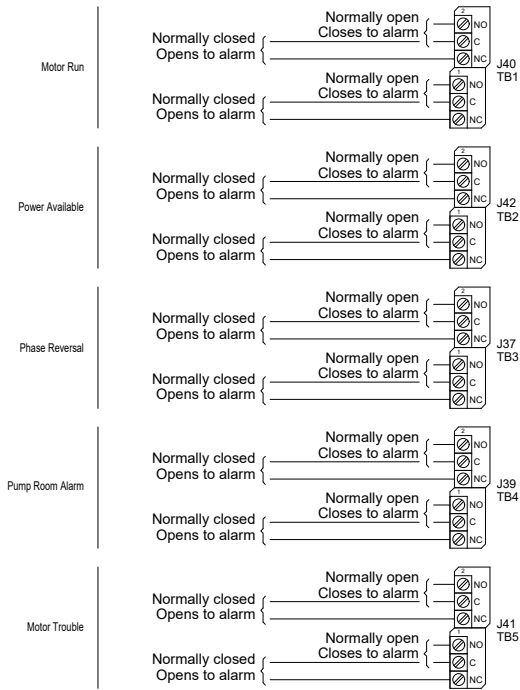 2
Normally open
Closes to alarm
NO
Normally closed
Opens to alarm
C
NC
J40
TB1
Motor Run
1
Normally open
Closes to alarm
NO
Normally closed
Opens to alarm
C
NC
2
Normally open
Closes to alarm
NO
Normally closed
Opens to alarm
C
NC
J42
TB2
Power Available
1
Normally open
Closes to alarm
NO
Normally closed
Opens to alarm
C
NC
2
Normally open
Closes to alarm
NO
Normally closed
Opens to alarm
C
NC
J37
TB3
Phase Reversal
1
Normally open
Closes to alarm
NO
Normally closed
Opens to alarm
C
NC
2
Normally open
Closes to alarm
NO
Normally closed
Opens to alarm
C
NC
J39
TB4
Pump Room Alarm
1
Normally open
Closes to alarm
NO
Normally closed
Opens to alarm
C
NC
2
Normally open
Closes to alarm
NO
Normally closed
Opens to alarm
C
NC
J41
TB5
Motor Trouble
1
Normally open
Closes to alarm
NO
Normally closed
Opens to alarm
C
NC